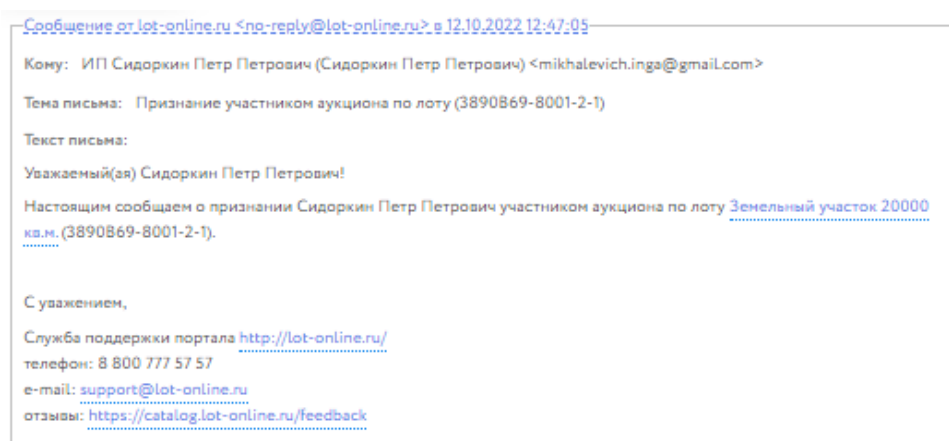 Сообщение от lot-online.ru <no-reply@lot-online.ru> в 12.10.2022 12:47:05
Кому: ИП Сидоркин Петр Петрович (Сидоркин Петр Петрович) <mikhalevich.inga@gmail.com>
Тема письма: Признание участником аукциона по лоту (3890869-8001-2-1)
Текст письма:
Уважаемый(ая) Сидоркин Петр Петрович!
Настоящим сообщаем о признании Сидоркин Петр Петрович участником аукциона по лоту Земельный участок 20000
кв.м. (3890869-8001-2-1).
С уважением,
Служба поддержки портала http://lot-online.ru/
телефон: 8 800 777 57 57
e-mail: support@lot-online.ru
отзывы: https://catalog.lot-online.ru/feedback